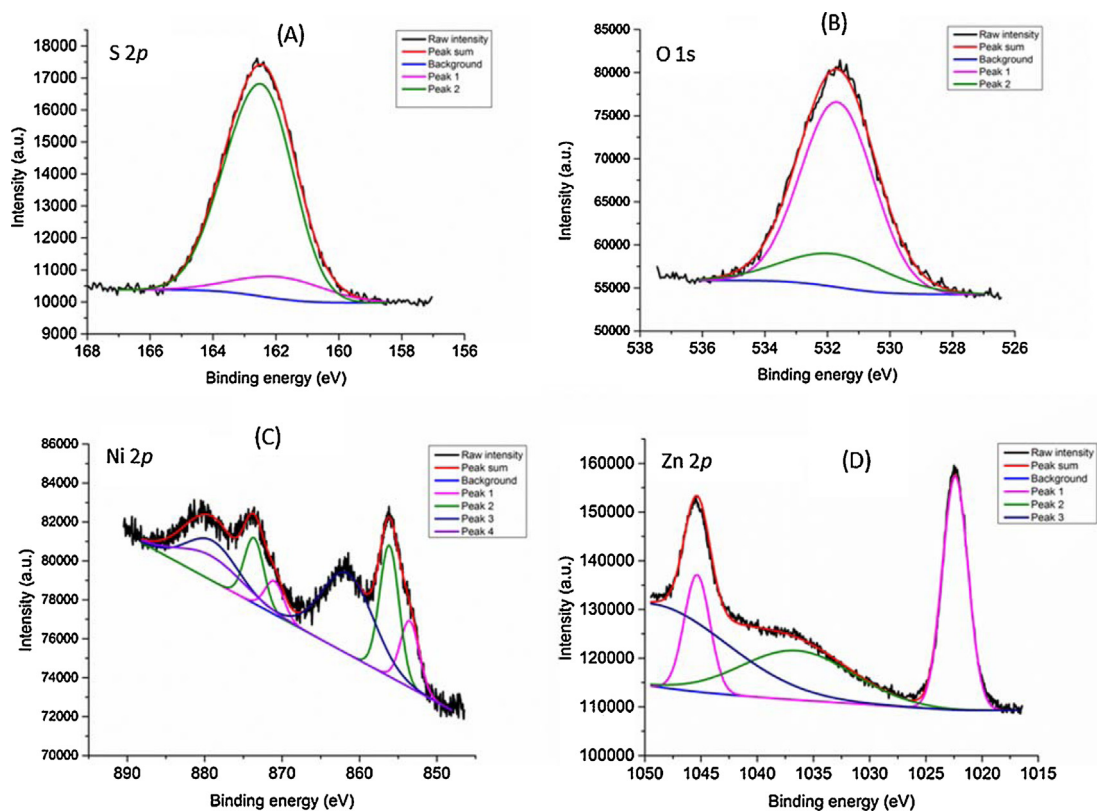 (A)
S 2p
Raw intensity
Peak sum
Background
Peak 1
Peak 2
18000
17000
16000
15000
14000
13000
12000
11000
10000
9000
Intensity (a.u.)
168 166 164 162 160 158 156
Binding energy (eV)
(B)
O 1s
Raw intensity
Peak sum
Background
Peak 1
Peak 2
85000
80000
75000
70000
65000
60000
55000
50000
Intensity (a.u.)
538 536 534 532 530 528 526
Binding energy (eV)
(C)
Ni 2p
Raw intensity
Peak sum
Background
Peak 1
Peak 2
Peak 3
Peak 4
86000
84000
82000
80000
78000
76000
74000
72000
70000
Intensity (a.u.)
890 880 870 860 850
Binding energy (eV)
Zn 2p
(D)
Raw intensity
Peak sum
Background
Peak 1
Peak 2
Peak 3
160000
150000
140000
130000
120000
110000
100000
Intensity (a.u.)
1050 1045 1040 1035 1030 1025 1020 1015
Binding energy (eV)